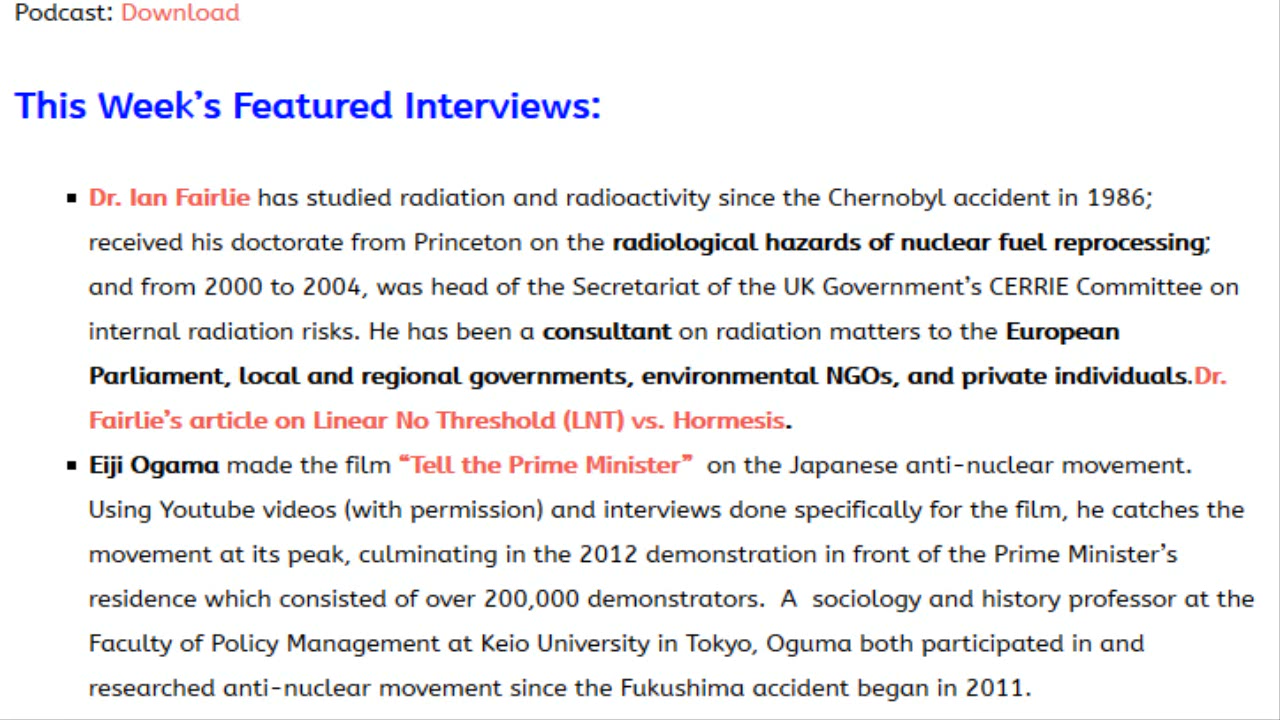 Podcast: Download
This Week’s Featured Interviews:
Dr. Ian Fairlie has studied radiation and radioactivity since the Chernobyl accident in 1986;
received his doctorate from Princeton on the radiological hazards of nuclear fuel reprocessing;
and from 2000 to 2004, was head of the Secretariat of the UK Government’s CERRIE Committee on
internal radiation risks. He has been a consultant on radiation matters to the European
Parliament, local and regional governments, environmental NGOs, and private individuals.Dr.
Fairlie’s article on Linear No Threshold (LNT) vs. Hormesis.
Eiji Ogama made the film “Tell the Prime Minister” on the Japanese anti-nuclear movement.
Using Youtube videos (with permission) and interviews done specifically for the film, he catches the
movement at its peak, culminating in the 2012 demonstration in front of the Prime Minister’s
residence which consisted of over 200,000 demonstrators. A sociology and history professor at the
Faculty of Policy Management at Keio University in Tokyo, Oguma both participated in and
researched anti-nuclear movement since the Fukushima accident began in 2011.